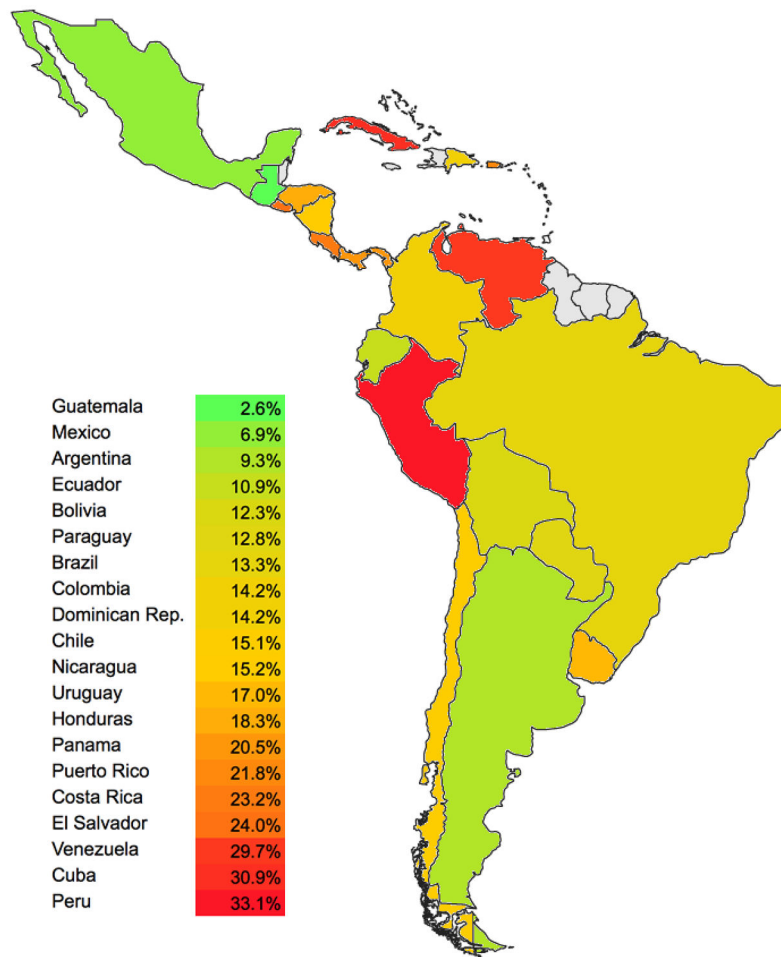 Guatemala 2.6%
Mexico 6.9%
Argentina 9.3%
Ecuador 10.9%
Bolivia 12.3%
Paraguay 12.8%
Brazil 13.3%
Colombia 14.2%
Dominican Rep. 14.2%
Chile 15.1%
Nicaragua 15.2%
Uruguay 17.0%
Honduras 18.3%
Panama 20.5%
Puerto Rico 21.8%
Costa Rica 23.2%
El Salvador 24.0%
Venezuela 29.7%
Cuba 30.9%
Peru 33.1%